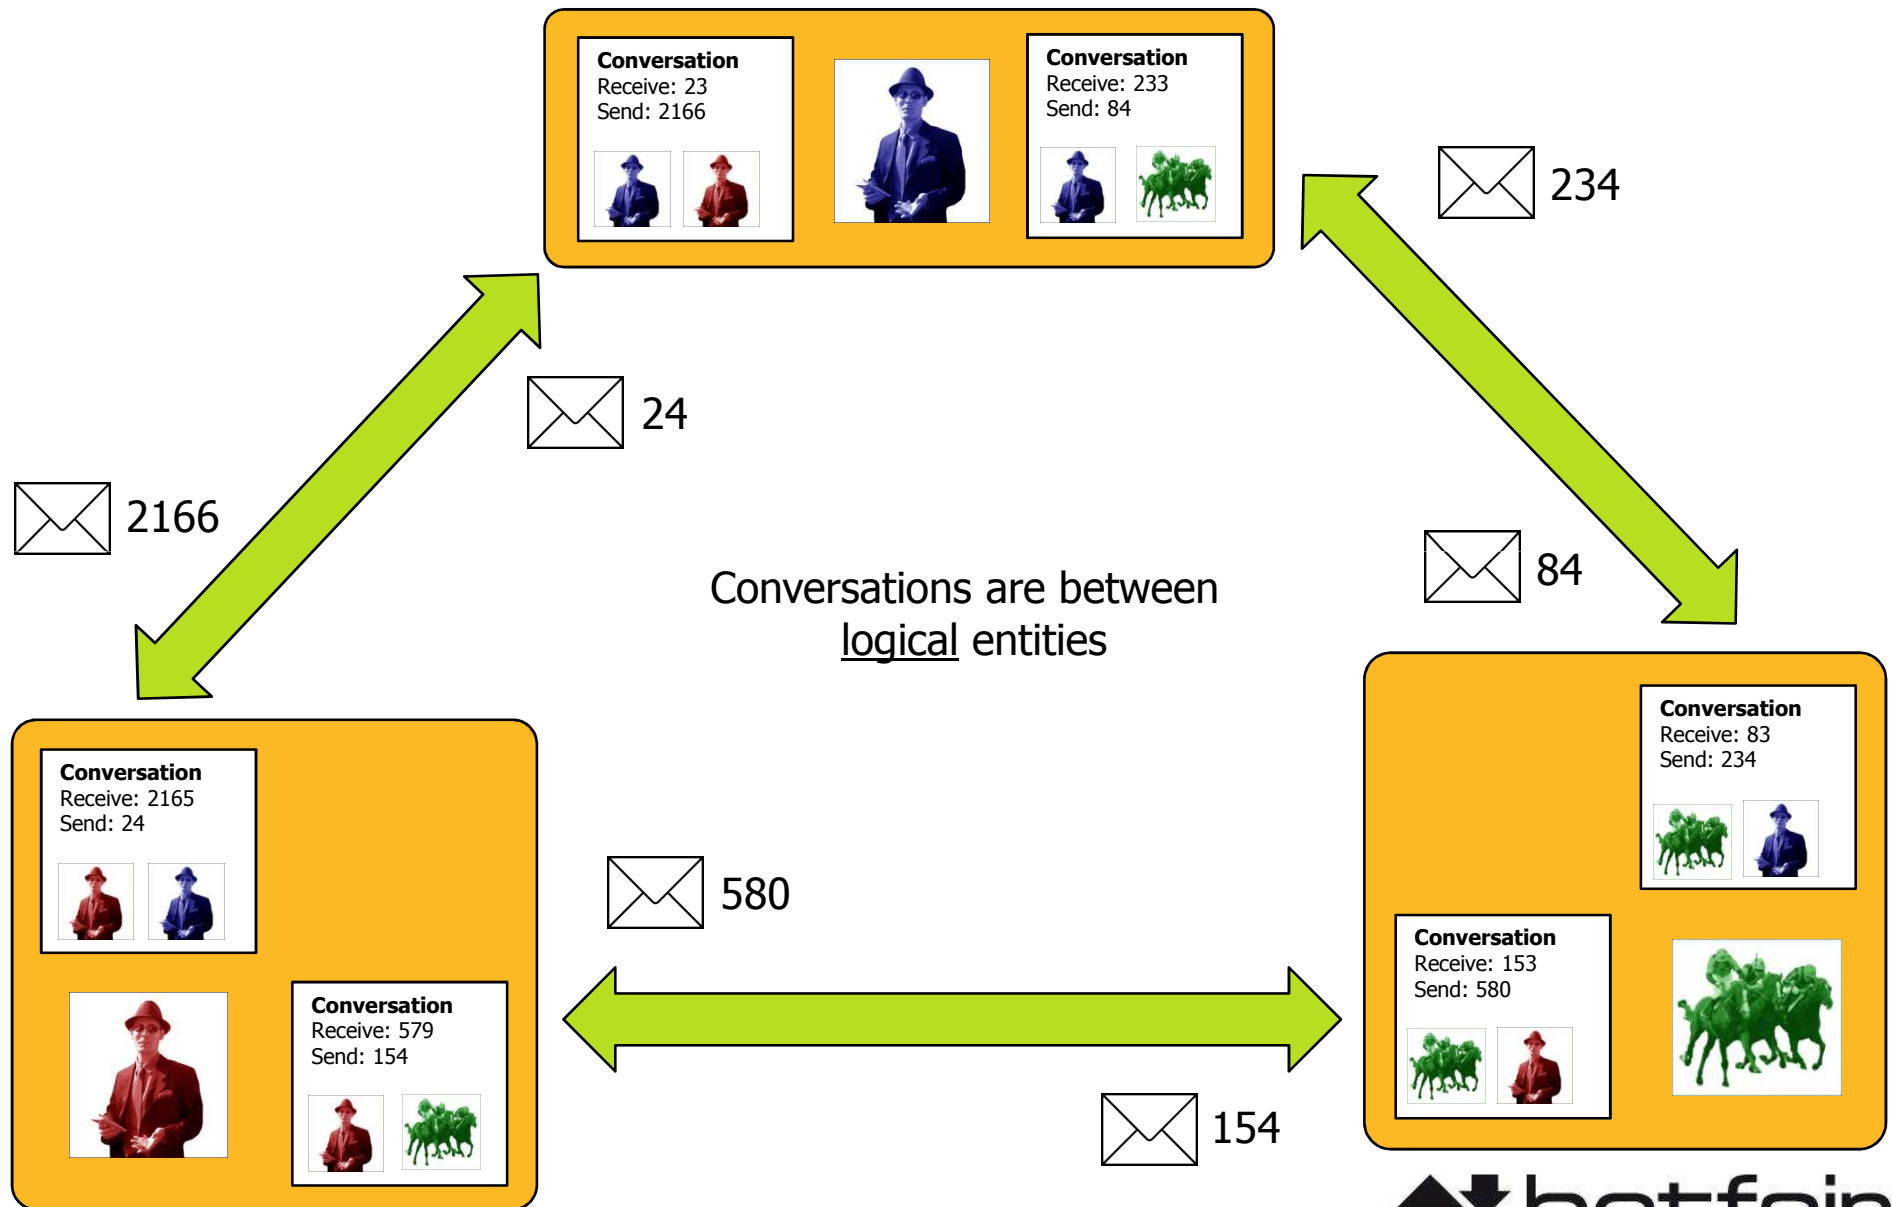 Conversation
Receive: 23
Send: 2166
Conversation
Receive: 233
Send: 84
234
24
2166
84
Conversations are between
logical entities
Conversation
Receive: 83
Send: 234
Conversation
Receive: 2165
Send: 24
580
Conversation
Receive: 153
Send: 580
Conversation
Receive: 579
Send: 154
154